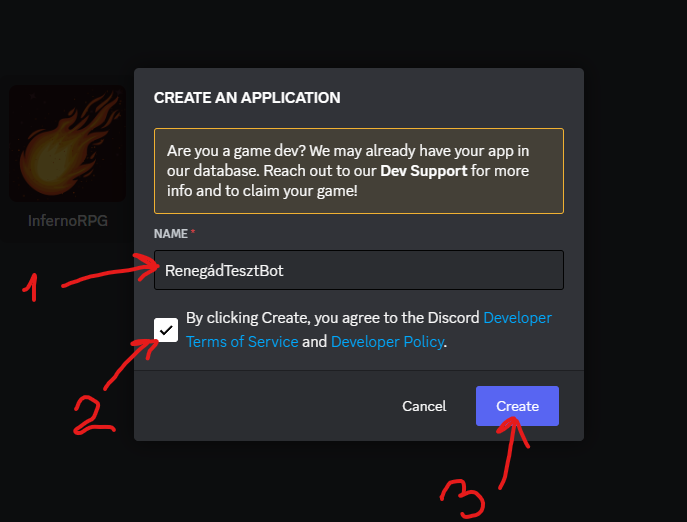 CREATE AN APPLICATION
Are you a game dev? We may already have your app in
our database. Reach out to our Dev Support for more
info and to claim your game!
InfernoRPG
NAME *
1
RenegádTesztBot
By clicking Create, you agree to the Discord Developer
Terms of Service and Developer Policy.
2
Cancel
Create
3